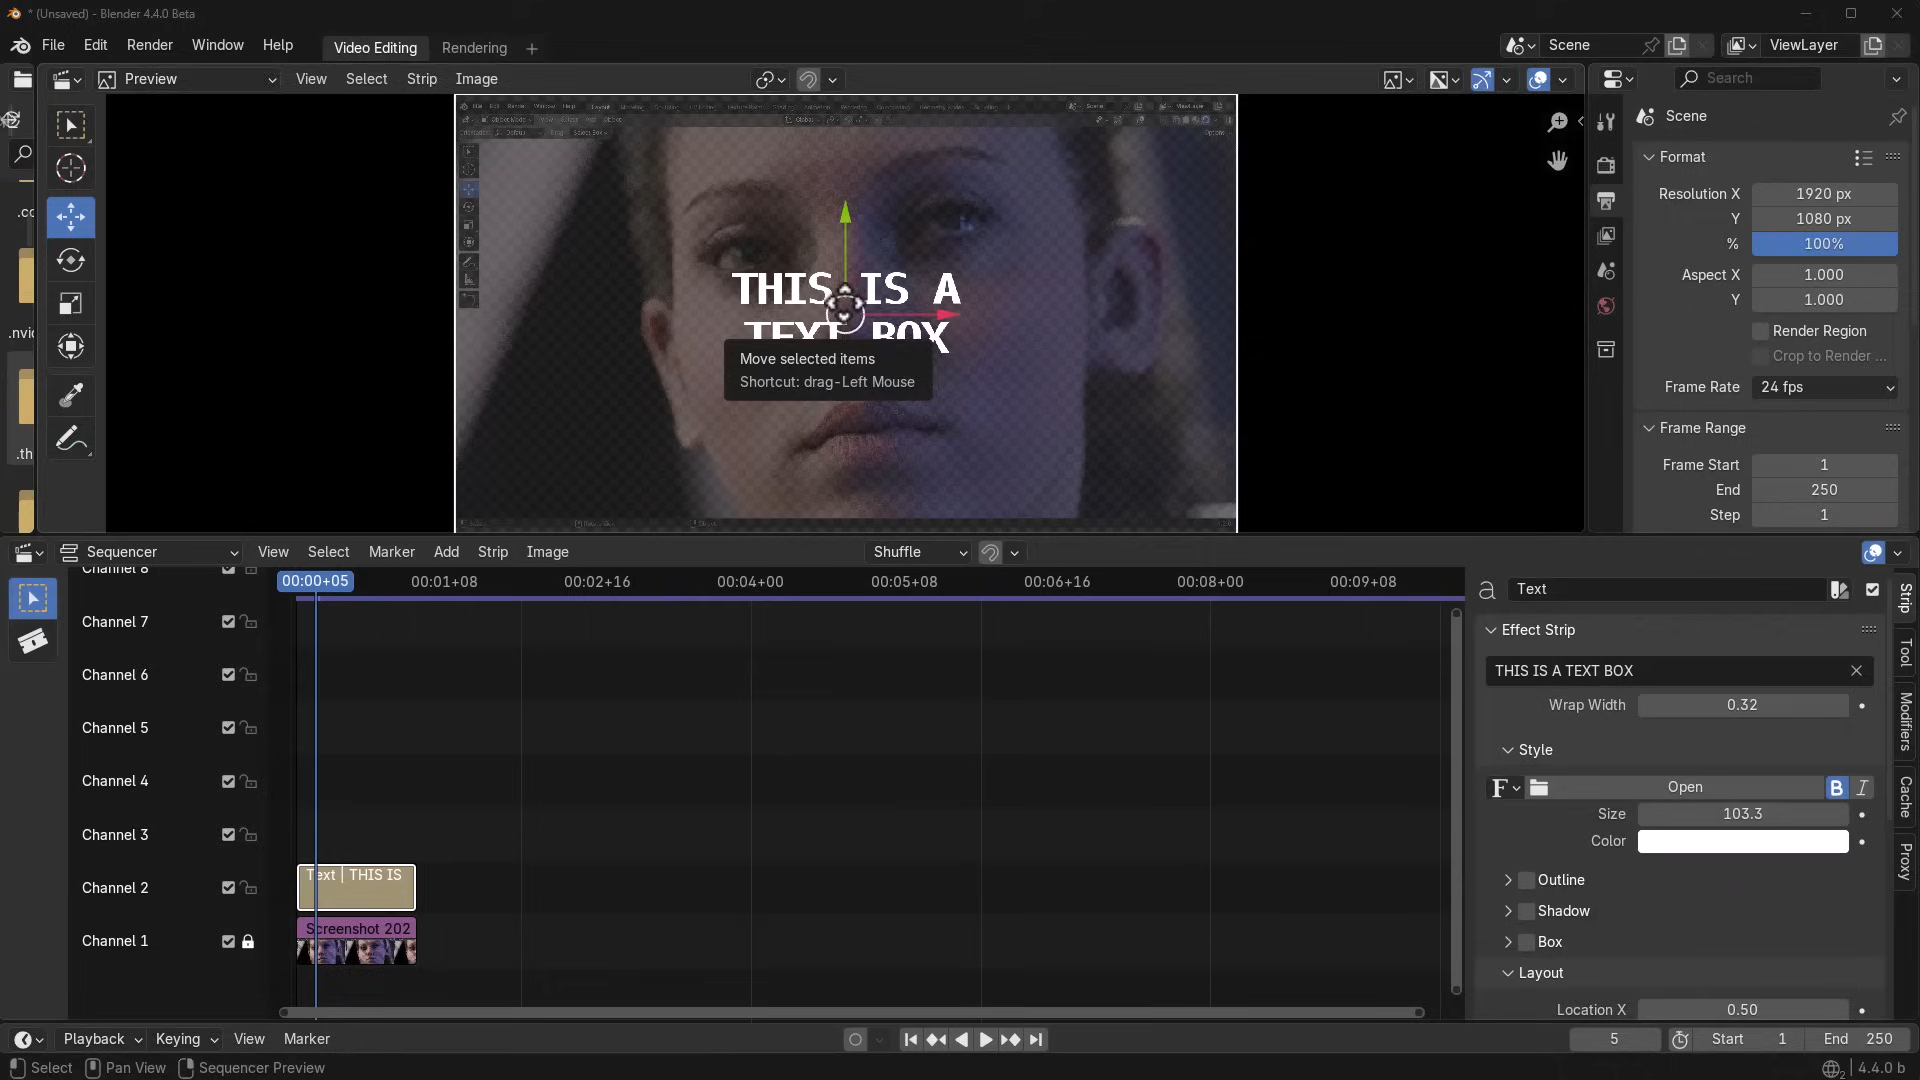 * (Unsaved) - Blender 4.4.0 Beta
File Edit Render Window Help Video Editing Rendering + Scene ViewLayer
Preview View Select Strip Image Search
Scene
Format
Resolution X 1920 px
Y 1080 px
% 100%
Aspect X 1.000
Y 1.000
Render Region
Crop to Render ...
Frame Rate 24 fps
Frame Range
Frame Start 1
End 250
Step 1
.co
.nvic
.th
THIS IS A
TEXT BOX
Move selected items
Shortcut: drag-Left Mouse
Sequencer View Select Marker Add Strip Image Shuffle
00:00+05 00:01+08 00:02+16 00:04+00 00:05+08 00:06+16 00:08+00 00:09+08
Channel 8
Channel 7
Channel 6
Channel 5
Channel 4
Channel 3
Channel 2
Channel 1
Text | THIS IS
Screenshot 202
Text
Effect Strip
THIS IS A TEXT BOX
Wrap Width 0.32
Style
F Open B I
Size 103.3
Color
Outline
Shadow
Box
Layout
Location X 0.50
Strip
Tool
Modifiers
Cache
Proxy
Playback Keying View Marker 5 Start 1 End 250
Select Pan View Sequencer Preview 2 4.4.0 b